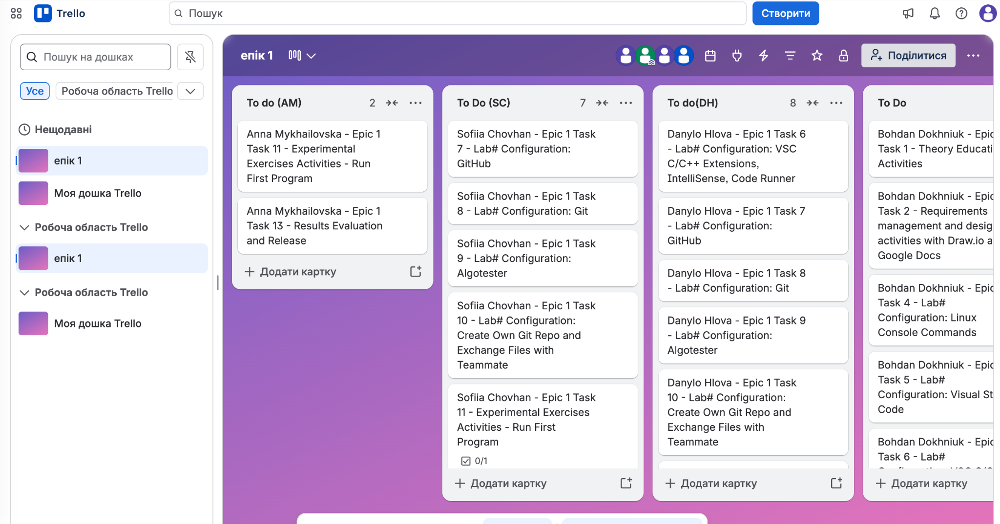 Trello
Пошук
Створити
Пошук на дошках
Усе
Робоча область Trello
Нещодавні
епік 1
Моя дошка Trello
Робоча область Trello
епік 1
Робоча область Trello
Моя дошка Trello
епік 1
Поділитися
To do (AM)
2
Anna Mykhailovska - Epic 1
Task 11 - Experimental
Exercises Activities - Run
First Program
Anna Mykhailovska - Epic 1
Task 13 - Results Evaluation
and Release
Додати картку
To Do (SC)
7
Sofiia Chovhan - Epic 1 Task
7 - Lab# Configuration:
GitHub
Sofiia Chovhan - Epic 1 Task
8 - Lab# Configuration: Git
Sofiia Chovhan - Epic 1 Task
9 - Lab# Configuration:
Algotester
Sofiia Chovhan - Epic 1 Task
10 - Lab# Configuration:
Create Own Git Repo and
Exchange Files with
Teammate
Sofiia Chovhan - Epic 1 Task
11 - Experimental Exercises
Activities - Run First
Program
0/1
Додати картку
To do(DH)
8
Danylo Hlova - Epic 1 Task 6
- Lab# Configuration: VSC
C/C++ Extensions,
IntelliSense, Code Runner
Danylo Hlova - Epic 1 Task 7
- Lab# Configuration:
GitHub
Danylo Hlova - Epic 1 Task 8
- Lab# Configuration: Git
Danylo Hlova - Epic 1 Task 9
- Lab# Configuration:
Algotester
Danylo Hlova - Epic 1 Task
10 - Lab# Configuration:
Create Own Git Repo and
Exchange Files with
Teammate
Додати картку
To Do
Bohdan Dokhniuk - Epic
Task 1 - Theory Educati
Activities
Bohdan Dokhniuk - Epic
Task 2 - Requirements
management and desig
activities with Draw.io a
Google Docs
Bohdan Dokhniuk - Epic
Task 4 - Lab#
Configuration: Linux
Console Commands
Bohdan Dokhniuk - Epic
Task 5 - Lab#
Configuration: Visual St
Code
Bohdan Dokhniuk - Epic
Task 6 - Lab#
Додати картку